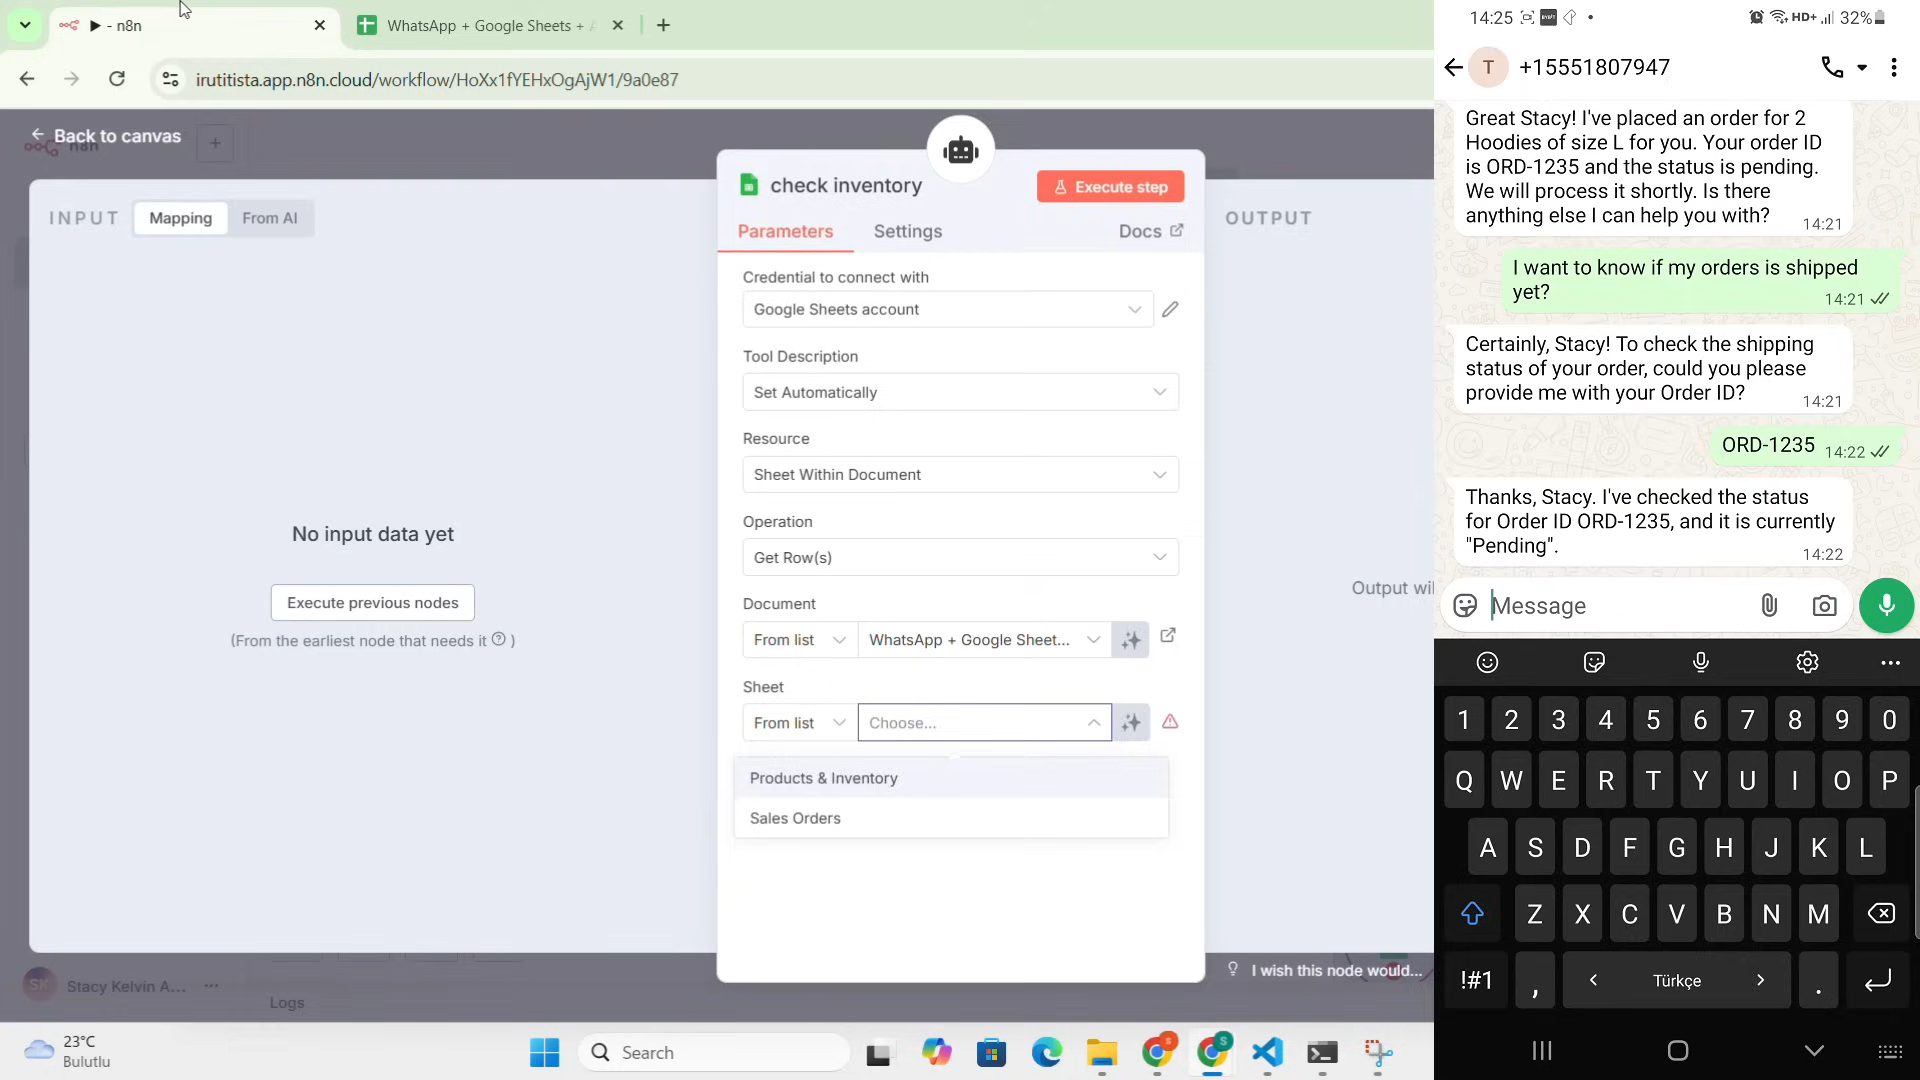 ▶ - n8n
WhatsApp + Google Sheets +
irutitista.app.n8n.cloud/workflow/HoXx1fYEHxOgAjW1/9a0e87
Back to canvas
n8n
INPUT
Mapping
From AI
No input data yet
Execute previous nodes
(From the earliest node that needs it ? )
check inventory
Execute step
Parameters
Settings
Docs
Credential to connect with
Google Sheets account
Tool Description
Set Automatically
Resource
Sheet Within Document
Operation
Get Row(s)
Document
From list
WhatsApp + Google Sheet...
Sheet
From list
Choose...
Products & Inventory
Sales Orders
OUTPUT
Output wil
I wish this node would...
SK
Stacy Kelvin A...
Logs
23°C
Bulutlu
Search
S
S
14:25
HD+
32%
T
+15551807947
Great Stacy! I've placed an order for 2
Hoodies of size L for you. Your order ID
is ORD-1235 and the status is pending.
We will process it shortly. Is there
anything else I can help you with?
14:21
I want to know if my orders is shipped
yet?
14:21
Certainly, Stacy! To check the shipping
status of your order, could you please
provide me with your Order ID?
14:21
ORD-1235
14:22
Thanks, Stacy. I've checked the status
for Order ID ORD-1235, and it is currently
"Pending".
14:22
Message
1 2 3 4 5 6 7 8 9 0
Q W E R T Y U I O P
A S D F G H J K L
Z X C V B N M
!#1 , < Türkçe > .